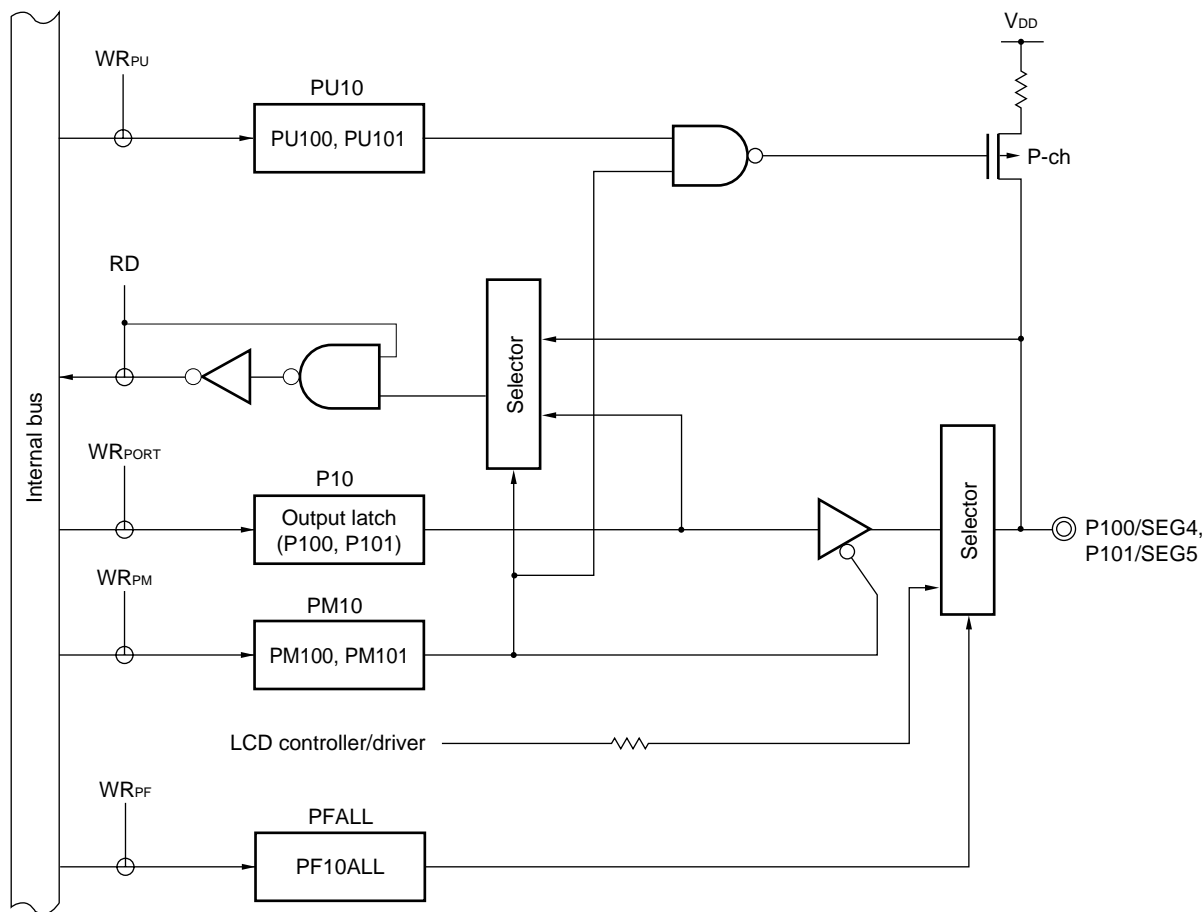 VDD
WRPU
PU10
PU100, PU101
P-ch
RD
Selector
Internal bus
WRPORT
P10
Output latch
(P100, P101)
Selector
P100/SEG4,
P101/SEG5
WRPM
PM10
PM100, PM101
LCD controller/driver
WRPF
PFALL
PF10ALL